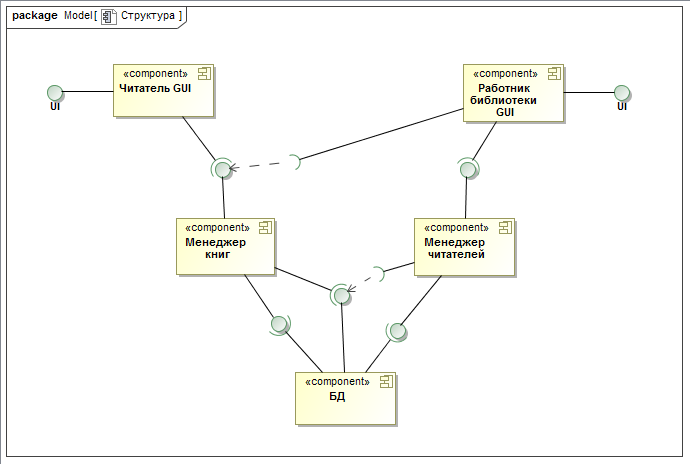 package Model[ Структура ]
«component»
Читатель GUI
«component»
Работник
библиотеки
GUI
UI
UI
«component»
Менеджер
книг
«component»
Менеджер
читателей
«component»
БД